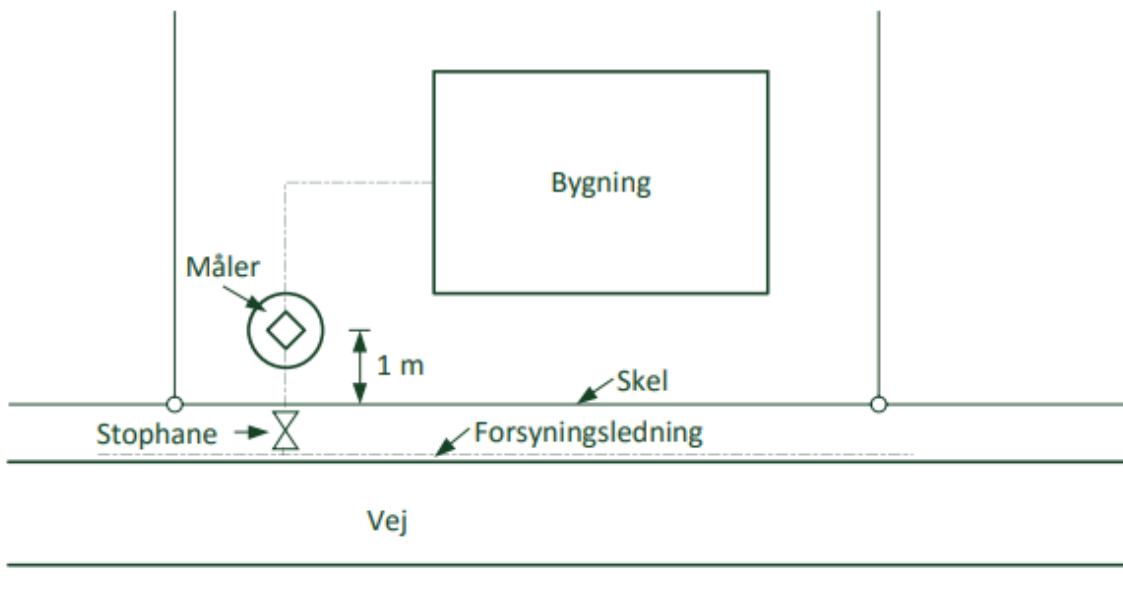 Bygning
Måler
1 m
Skel
Stophane
Forsyningsledning
Vej